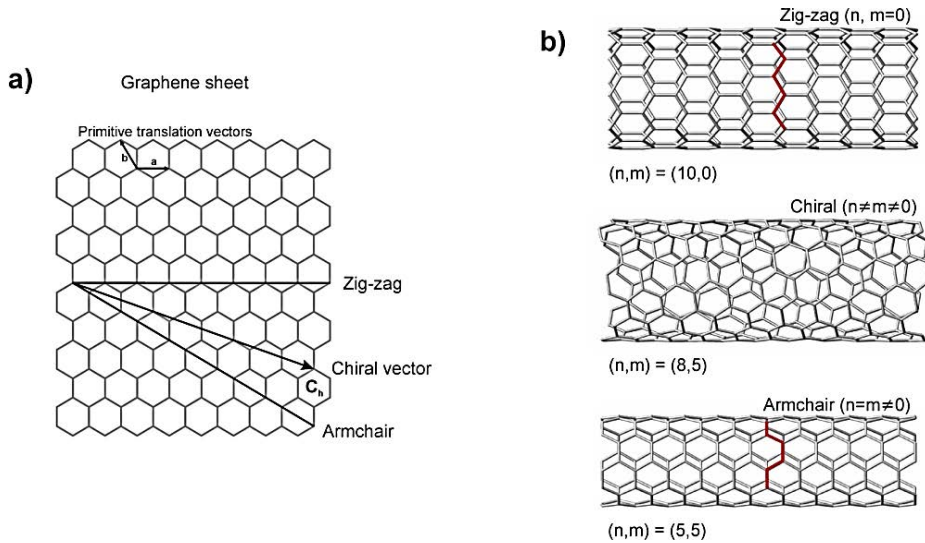 a)
Graphene sheet
Primitive translation vectors
b
a
Zig-zag
Chiral vector
Cₕ
Armchair
b)
Zig-zag (n, m=0)
(n,m) = (10,0)
Chiral (n≠m≠0)
(n,m) = (8,5)
Armchair (n=m≠0)
(n,m) = (5,5)